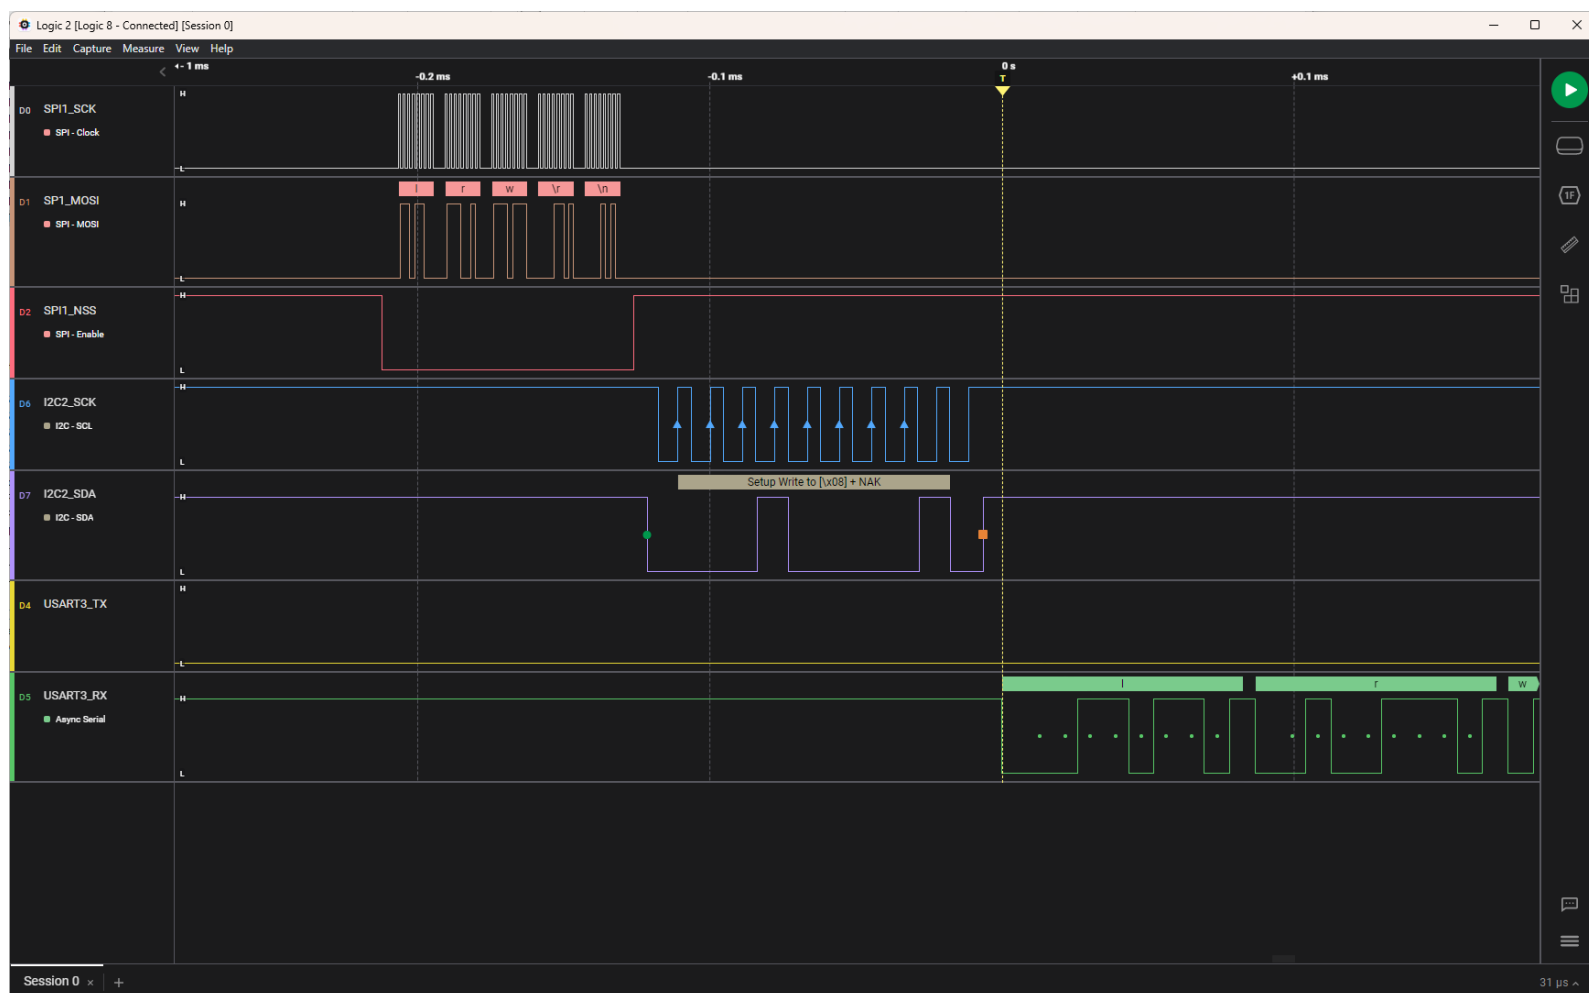 Logic 2 [Logic 8 - Connected] [Session 0]
File Edit Capture Measure View Help
- 1 ms
-0.2 ms
-0.1 ms
0 s
+0.1 ms
T
D0 SPI1_SCK
SPI - Clock
H
L
D1 SP1_MOSI
SPI - MOSI
l r w \r \n
H
L
D2 SPI1_NSS
SPI - Enable
H
L
D6 I2C2_SCK
I2C - SCL
H
L
D7 I2C2_SDA
I2C - SDA
Setup Write to [\x08] + NAK
H
L
D4 USART3_TX
H
L
D5 USART3_RX
Async Serial
l r w
H
L
1F
Session 0
31 µs